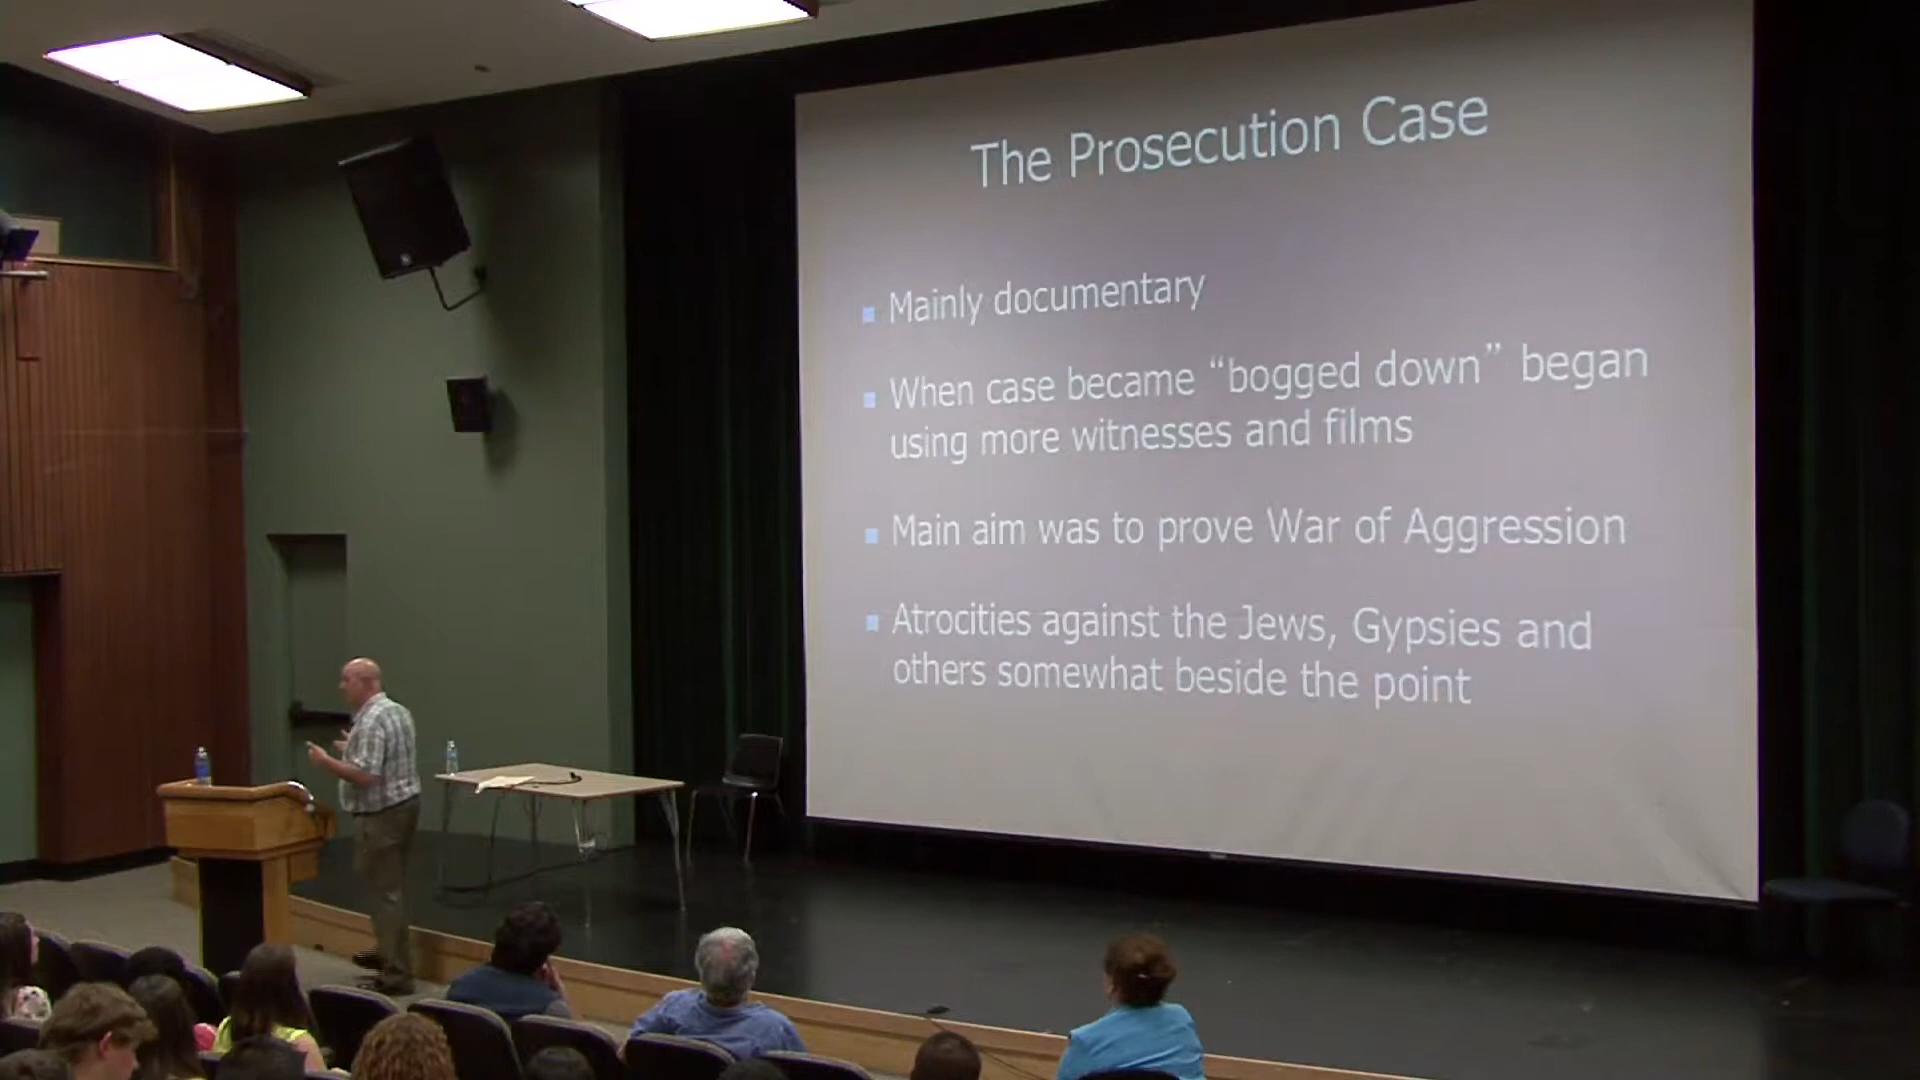 The Prosecution Case
Mainly documentary
When case became “bogged down” began
using more witnesses and films
Main aim was to prove War of Aggression
Atrocities against the Jews, Gypsies and
others somewhat beside the point